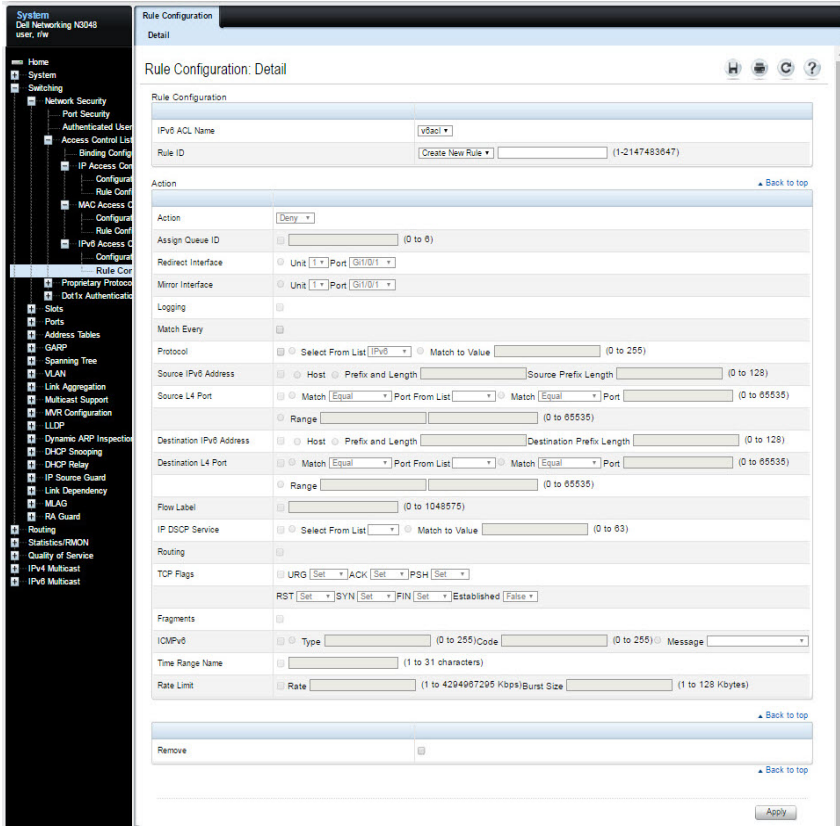 System
Dell Networking N3048
user, r/w
Home
System
Switching
Network Security
Port Security
Authenticated User
Access Control List
Binding Config
IP Access Con
Configurat
Rule Confi
MAC Access C
Configurat
Rule Confi
IPv6 Access C
Configurat
Rule Cor
Proprietary Protoco
Dot1x Authenticatic
Slots
Ports
Address Tables
GARP
Spanning Tree
VLAN
Link Aggregation
Multicast Support
MVR Configuration
LLDP
Dynamic ARP Inspection
DHCP Snooping
DHCP Relay
IP Source Guard
Link Dependency
MLAG
RA Guard
Routing
Statistics/RMON
Quality of Service
IPv4 Multicast
IPv6 Multicast
Rule Configuration
Detail
Rule Configuration: Detail
Rule Configuration
IPv6 ACL Name v6acl
Rule ID Create New Rule (1-2147483647)
Action Back to top
Action Deny
Assign Queue ID (0 to 6)
Redirect Interface Unit 1 Port Gi1/0/1
Mirror Interface Unit 1 Port Gi1/0/1
Logging
Match Every
Protocol Select From List IPv6 Match to Value (0 to 255)
Source IPv6 Address Host Prefix and Length Source Prefix Length (0 to 128)
Source L4 Port Match Equal Port From List Match Equal Port (0 to 65535)
Range (0 to 65535)
Destination IPv6 Address Host Prefix and Length Destination Prefix Length (0 to 128)
Destination L4 Port Match Equal Port From List Match Equal Port (0 to 65535)
Range (0 to 65535)
Flow Label (0 to 1048575)
IP DSCP Service Select From List Match to Value (0 to 63)
Routing
TCP Flags URG Set ACK Set PSH Set
RST Set SYN Set FIN Set Established False
Fragments
ICMPv6 Type (0 to 255) Code (0 to 255) Message
Time Range Name (1 to 31 characters)
Rate Limit Rate (1 to 4294967295 Kbps) Burst Size (1 to 128 Kbytes)
Back to top
Remove
Back to top
Apply